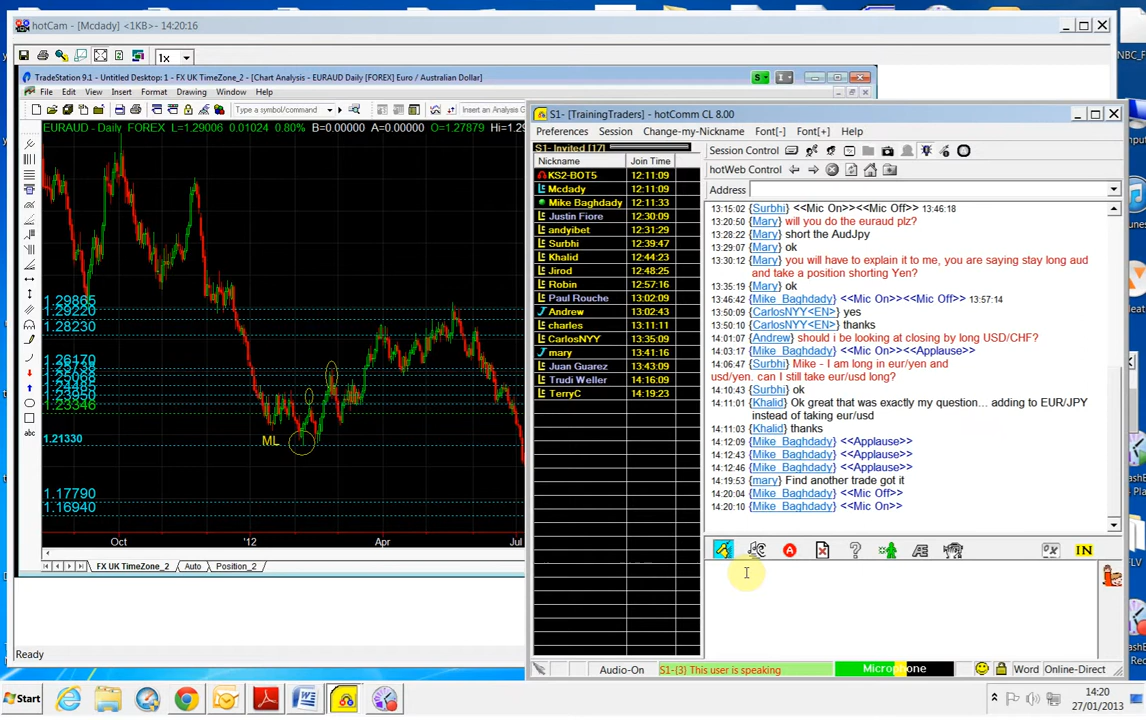 hotCam - [Mcdady] <1KB> - 14:20:16
1x
TradeStation 9.1 - Untitled Desktop: 1 - FX UK TimeZone_2 - [Chart Analysis - EURAUD Daily [FOREX] Euro / Australian Dollar]
File Edit View Insert Format Drawing Window Help
Type a symbol/command
Insert an Analysis
EURAUD - Daily FOREX L=1.29006 0.01024 0.80% B=0.00000 A=0.00000 O=1.27879 Hi=1.29
1.29865
1.29220
1.28230
1.26170
1.23950
1.23346
1.21330
1.17790
1.16940
ML
abc
Oct '12 Apr Jul
FX UK TimeZone_2 Auto Position_2
Ready
S1- [TrainingTraders] - hotComm CL 8.00
Preferences Session Change-my-Nickname Font[-] Font[+] Help
S1- Invited [17]
Nickname Join Time
KS2-BOT5 12:11:09
Mcdady 12:11:09
Mike Baghdady 12:11:33
Justin Fiore 12:30:09
andyibet 12:31:29
Surbhi 12:39:47
Khalid 12:44:23
Jirod 12:48:25
Robin 12:57:16
Paul Rouche 13:02:09
Andrew 13:02:43
charles 13:11:11
CarlosNYY 13:35:09
mary 13:41:16
Juan Guarez 13:43:09
Trudi Weller 14:16:09
TerryC 14:19:23
Session Control
hotWeb Control
Address
13:15:02 {Surbhi} <<Mic On>><<Mic Off>> 13:46:18
13:20:50 {Mary} will you do the euraud plz?
13:28:22 {Mary} short the AudJpy
13:29:07 {Mary} ok
13:30:12 {Mary} you will have to explain it to me, you are saying stay long aud
and take a position shorting Yen?
13:35:19 {Mary} ok
13:46:42 {Mike_Baghdady} <<Mic On>><<Mic Off>> 13:57:14
13:50:09 {CarlosNYY<EN>} yes
13:50:10 {CarlosNYY<EN>} thanks
14:01:07 {Andrew} should i be looking at closing by long USD/CHF?
14:03:17 {Mike_Baghdady} <<Mic On>><<Applause>>
14:06:47 {Surbhi} Mike - I am long in eur/yen and
usd/yen. can I still take eur/usd long?
14:10:43 {Surbhi} ok
14:11:01 {Khalid} Ok great that was exactly my question... adding to EUR/JPY
instead of taking eur/usd
14:11:03 {Khalid} thanks
14:12:09 {Mike_Baghdady} <<Applause>>
14:12:43 {Mike_Baghdady} <<Applause>>
14:12:46 {Mike_Baghdady} <<Applause>>
14:19:53 {mary} Find another trade got it
14:20:04 {Mike_Baghdady} <<Mic Off>>
14:20:10 {Mike_Baghdady} <<Mic On>>
IN
Audio-On S1-(3) This user is speaking Microphone Word Online-Direct
NBC_F
Start
14:20
27/01/2013